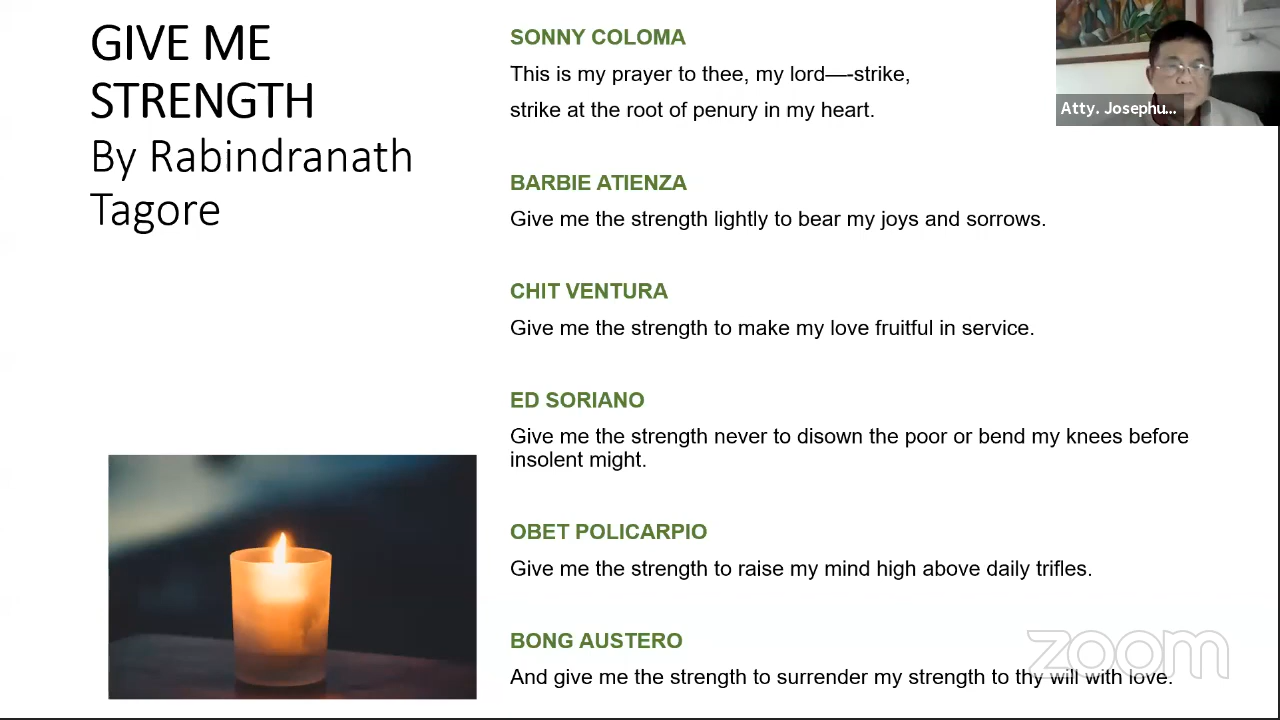 GIVE ME
STRENGTH
By Rabindranath
Tagore
SONNY COLOMA
This is my prayer to thee, my lord—-strike,
strike at the root of penury in my heart.
BARBIE ATIENZA
Give me the strength lightly to bear my joys and sorrows.
CHIT VENTURA
Give me the strength to make my love fruitful in service.
ED SORIANO
Give me the strength never to disown the poor or bend my knees before
insolent might.
OBET POLICARPIO
Give me the strength to raise my mind high above daily trifles.
BONG AUSTERO
And give me the strength to surrender my strength to thy will with love.
Atty. Josephu...
zoom